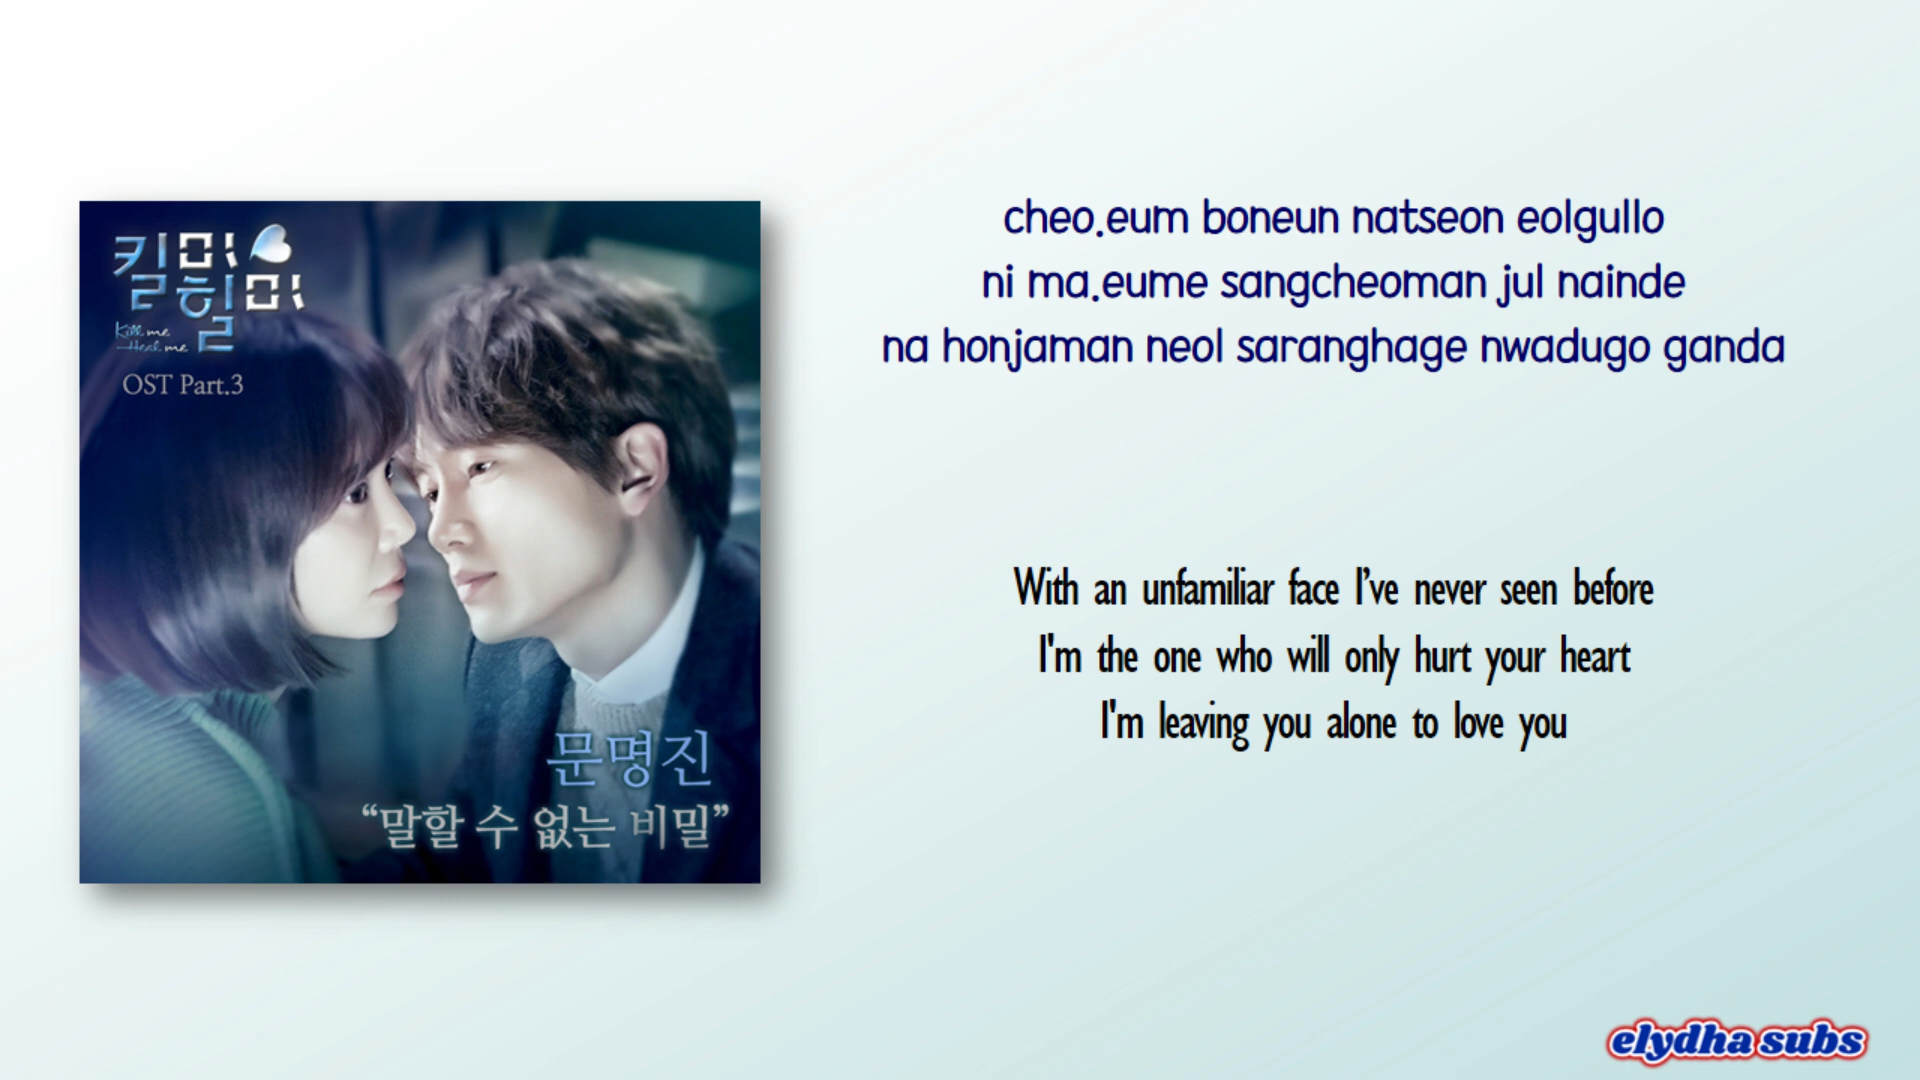 킬미
힐미
Kill me
Heal me
OST Part.3
문명진
“말할 수 없는 비밀”
cheo.eum boneun natseon eolgullo
ni ma.eume sangcheoman jul nainde
na honjaman neol saranghage nwadugo ganda
With an unfamiliar face I’ve never seen before
I'm the one who will only hurt your heart
I'm leaving you alone to love you
elydha subs